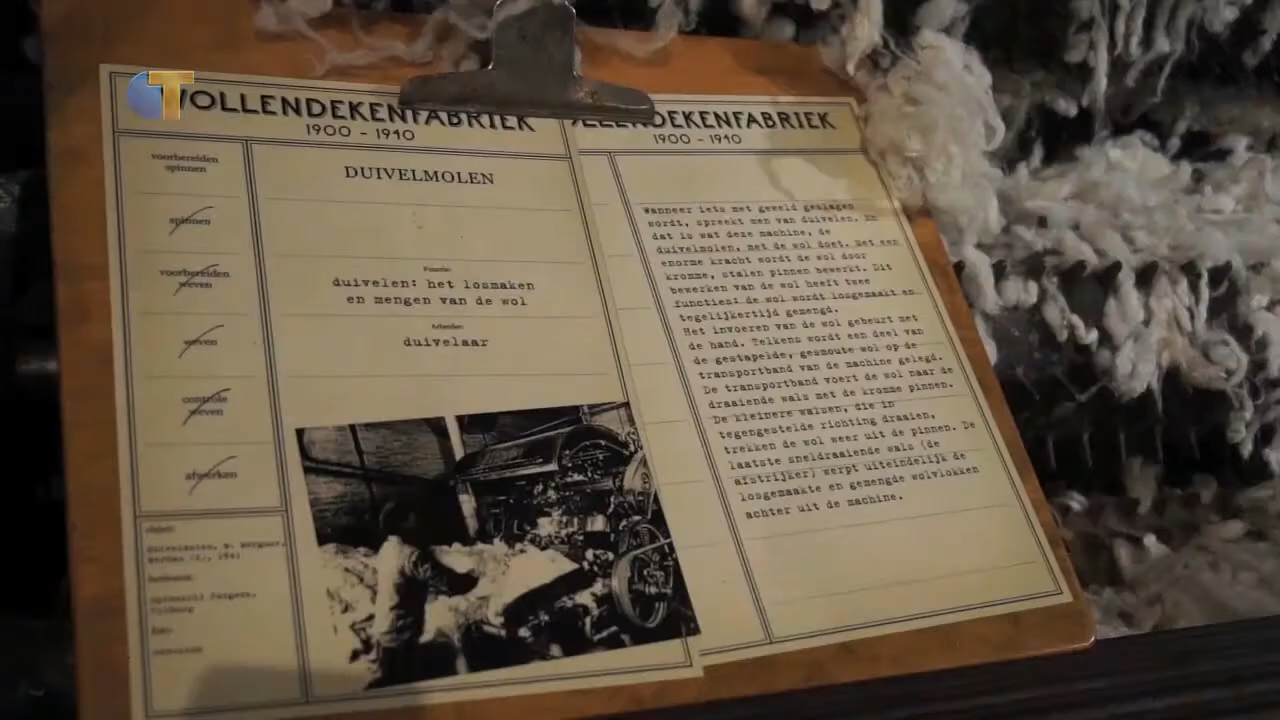 T
WOLLENDEKENFABRIEK
1900 - 1940
voorbereiden
spinnen
spinnen
voorbereiden
weven
weven
controle
weven
afwerken
DUIVELMOLEN
Functie:
duivelen: het losmaken
en mengen van de wol
Arbeider:
duivelaar
Tilburg
LLENDEKENFABRIEK
1900 - 1940
Wanneer iets met geweld geslagen
wordt, spreekt men van duivelen. En
dat is wat deze machine, de
duivelmolen, met de wol doet. Met een
enorme kracht wordt de wol door
kromme, stalen pinnen bewerkt. Dit
bewerken van de wol heeft twee
functies: de wol wordt losgemaakt en
tegelijkertijd gemengd.
Het invoeren van de wol gebeurt met
de hand. Telkens wordt een deel van
de gestapelde, gesmoute wol op de
transportband van de machine gelegd.
De transportband voert de wol naar de
draaiende wals met de kromme pinnen.
De kleinere walsen, die in
tegengestelde richting draaien,
trekken de wol weer uit de pinnen. De
laatste sneldraaiende wals (de
afstrijker) werpt uiteindelijk de
losgemaakte en gemengde wolvlokken
achter uit de machine.